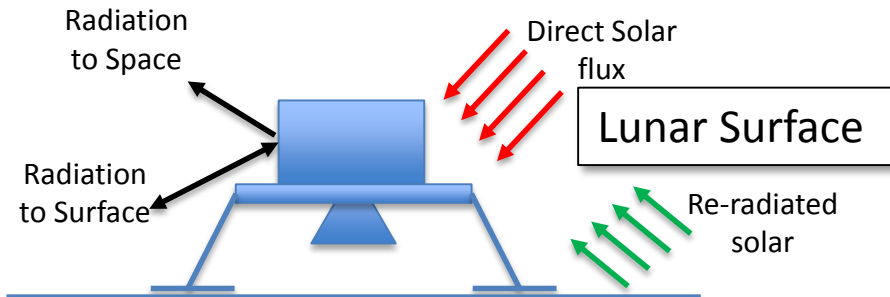 Radiation
to Space
Direct Solar
flux
Lunar Surface
Radiation
to Surface
Re-radiated
solar